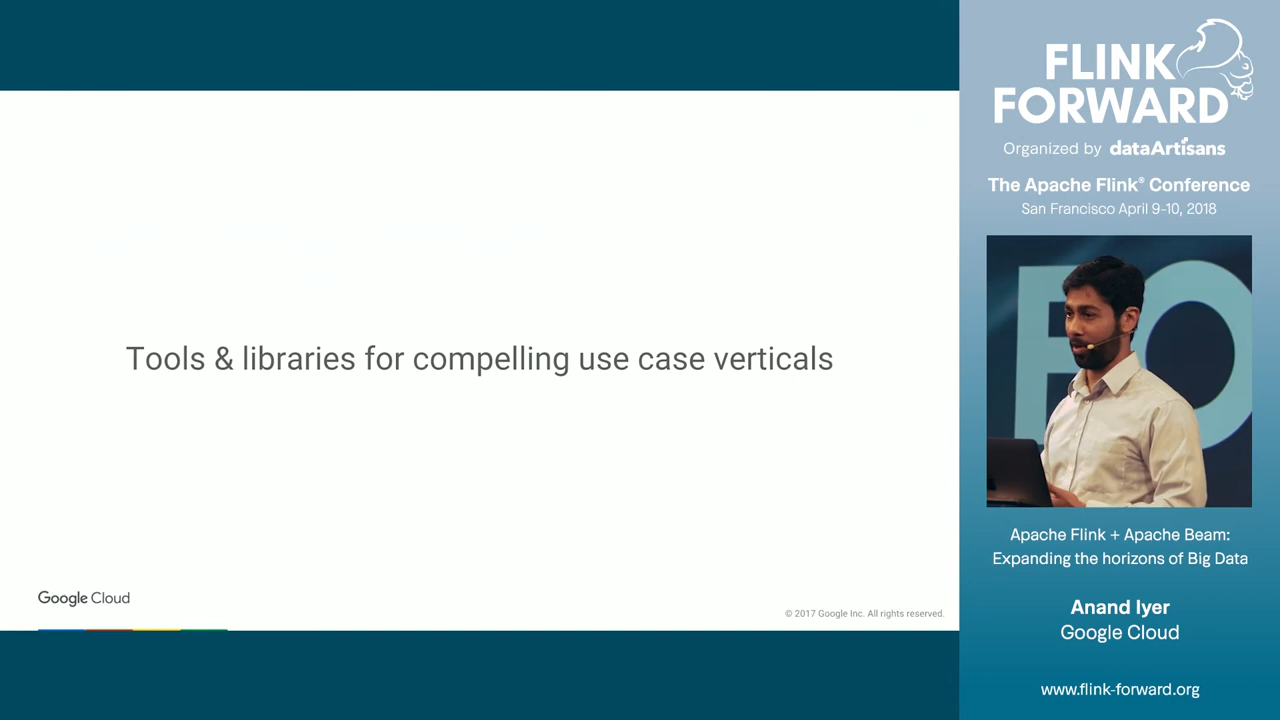 Tools & libraries for compelling use case verticals
Google Cloud
© 2017 Google Inc. All rights reserved.
FLINK
FORWARD
Organized by dataArtisans
The Apache Flink® Conference
San Francisco April 9-10, 2018
FO
Apache Flink + Apache Beam:
Expanding the horizons of Big Data
Anand Iyer
Google Cloud
www.flink-forward.org